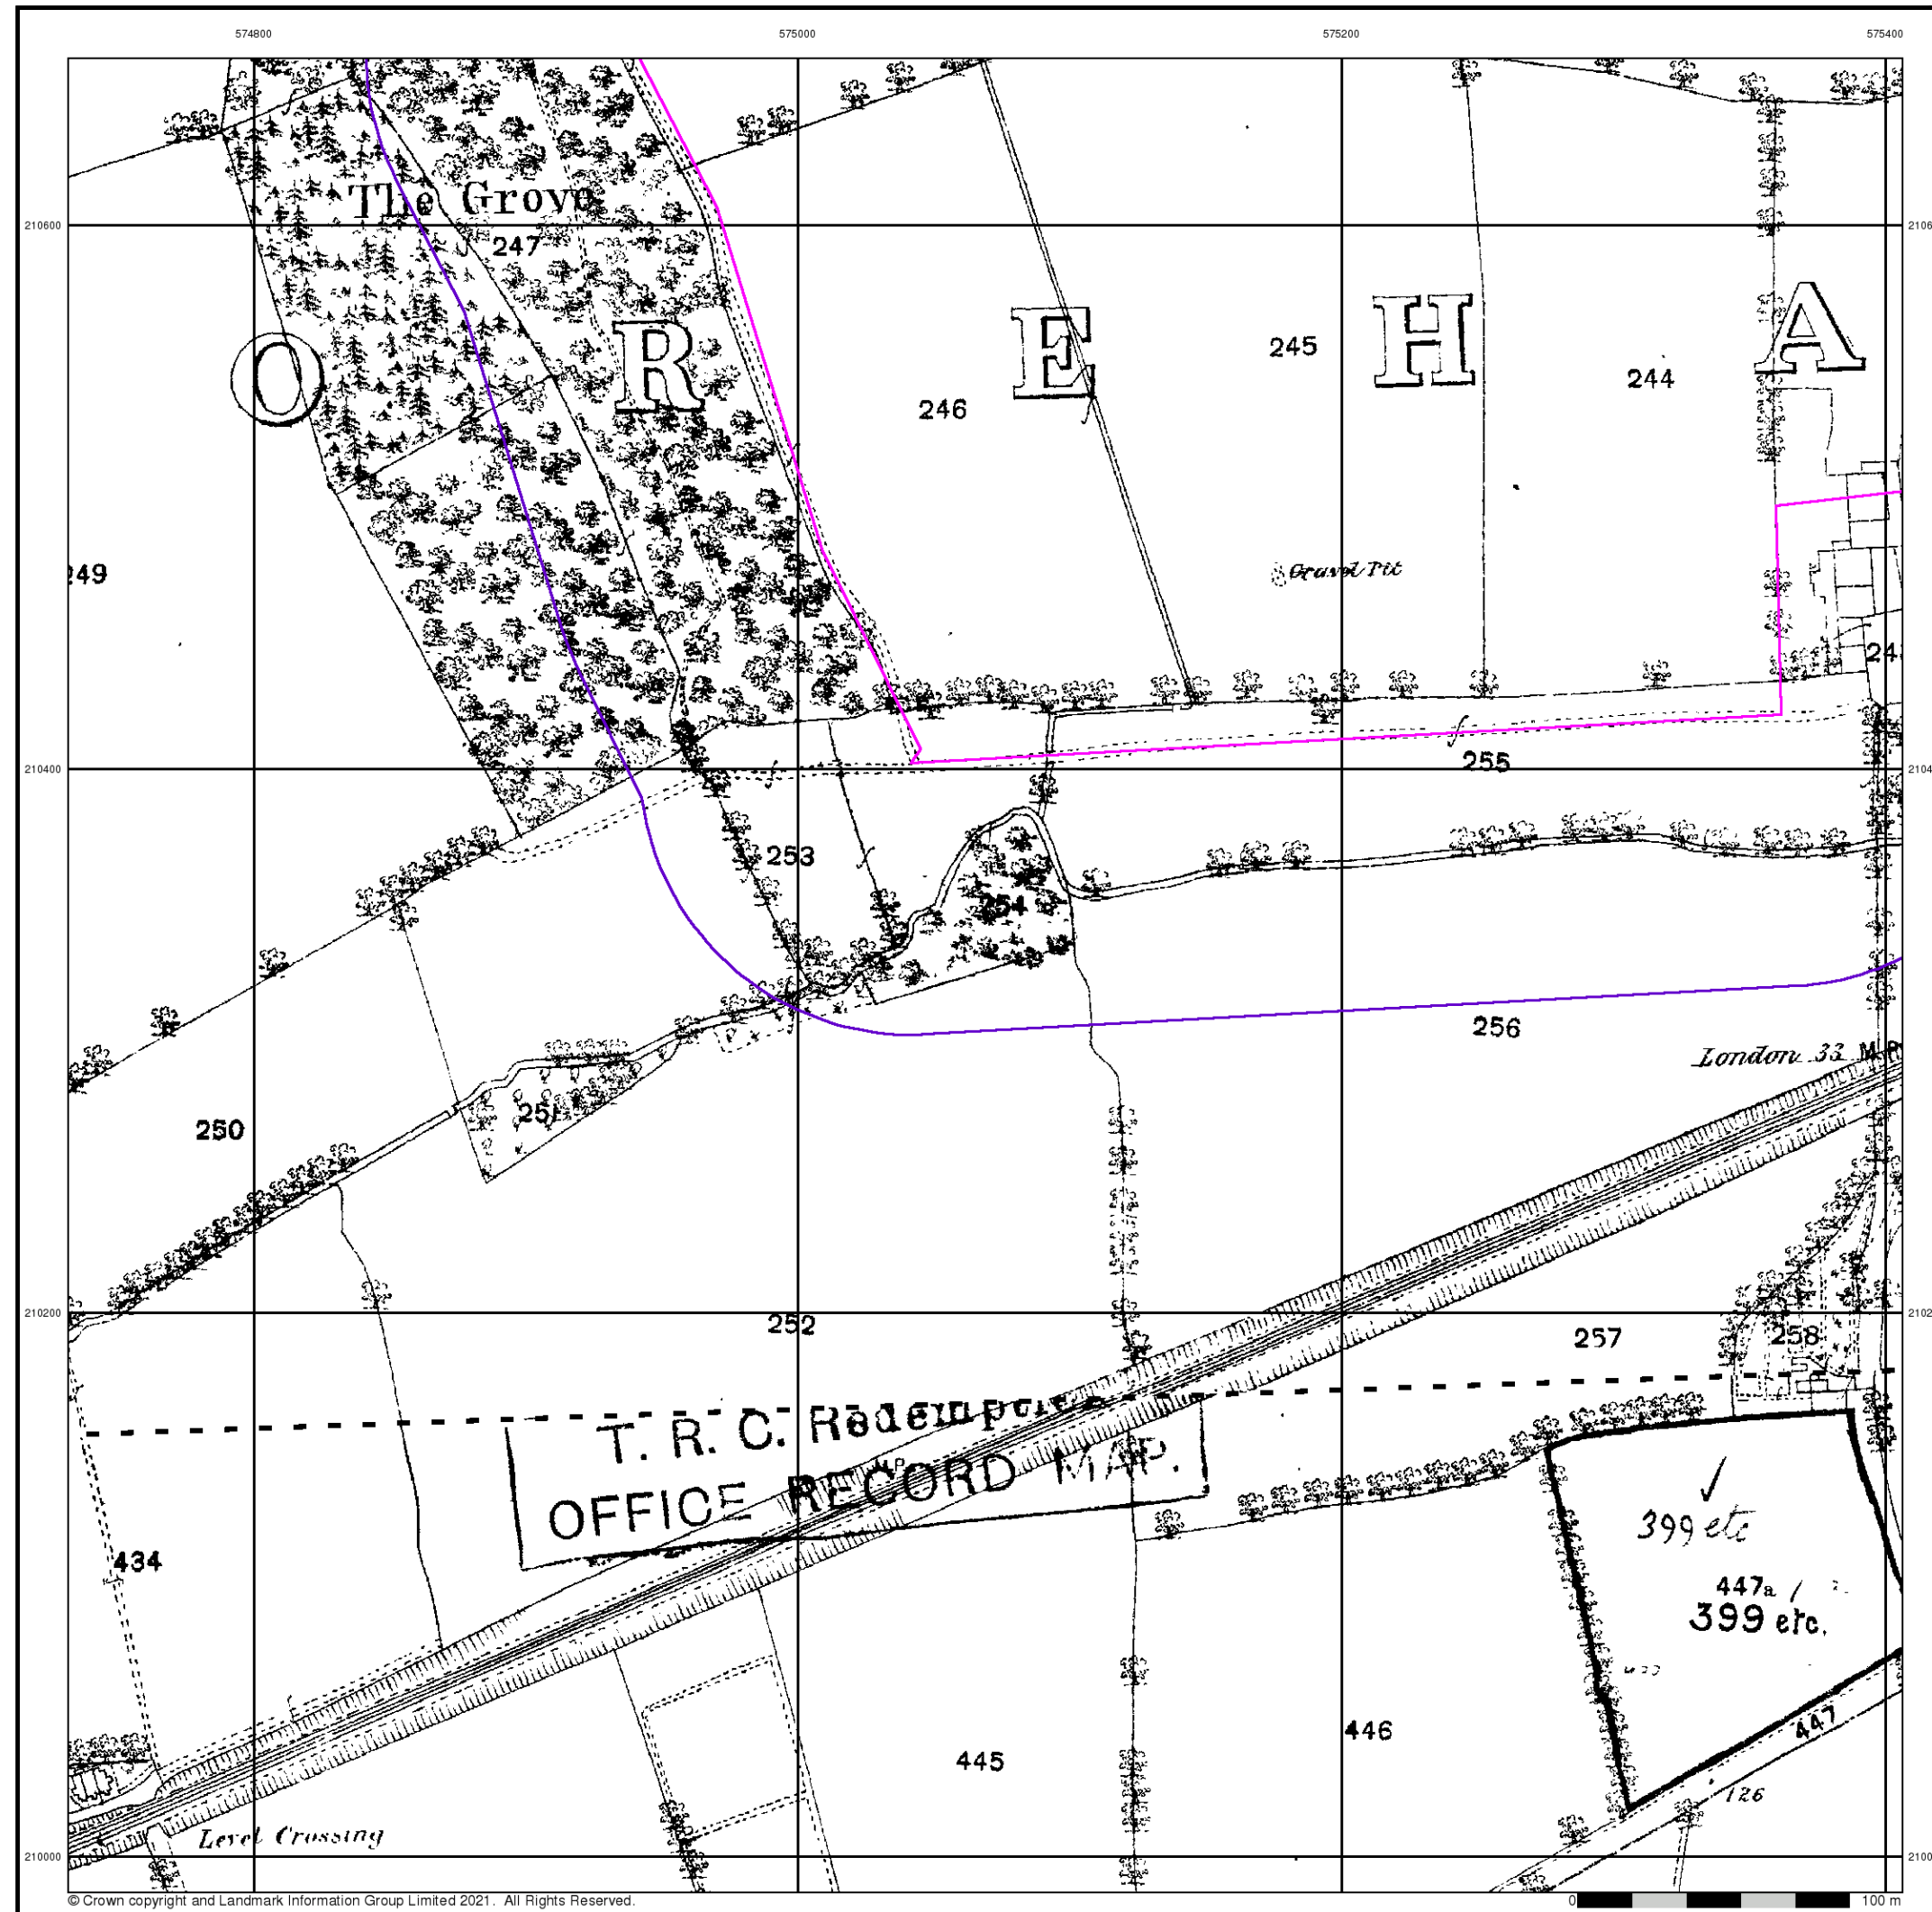 574800 575000 575200 575400
210600
The Grove
247
O R E H A
245
244
246
249
Gravel Pit
210400
255
253
254
256
London 33 M.P.
250
251
210200
252
257
258
T. R. C. Redemption
OFFICE RECORD MAP.
M.P.
399 etc
434
447a
399 etc.
446
447
445
126
Level Crossing
210000
© Crown copyright and Landmark Information Group Limited 2021. All Rights Reserved.
0 100 m